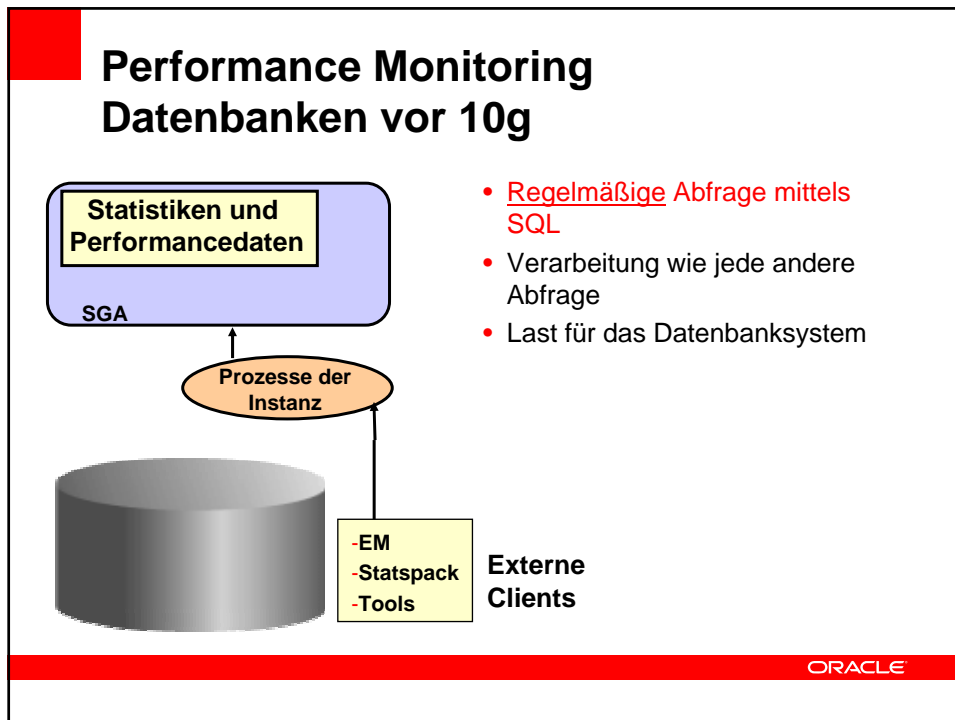 Performance Monitoring
Datenbanken vor 10g
Statistiken und
Performancedaten
SGA
Prozesse der
Instanz
-EM
-Statspack
-Tools
Externe
Clients
• Regelmäßige Abfrage mittels
SQL
• Verarbeitung wie jede andere
Abfrage
• Last für das Datenbanksystem
ORACLE